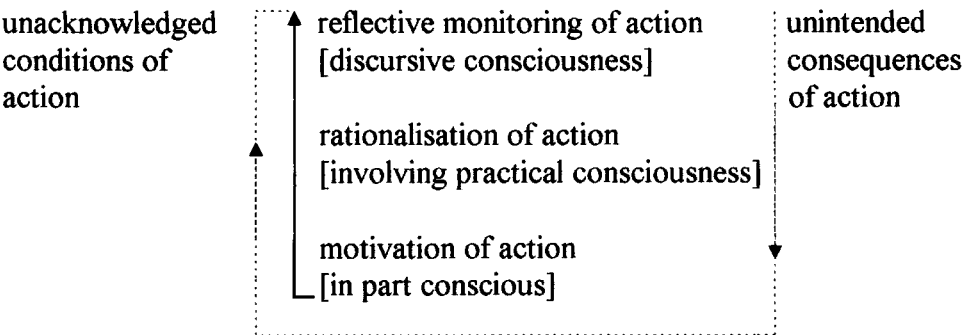 unacknowledged
conditions of
action
reflective monitoring of action
[discursive consciousness]
rationalisation of action
[involving practical consciousness]
motivation of action
[in part conscious]
unintended
consequences
of action